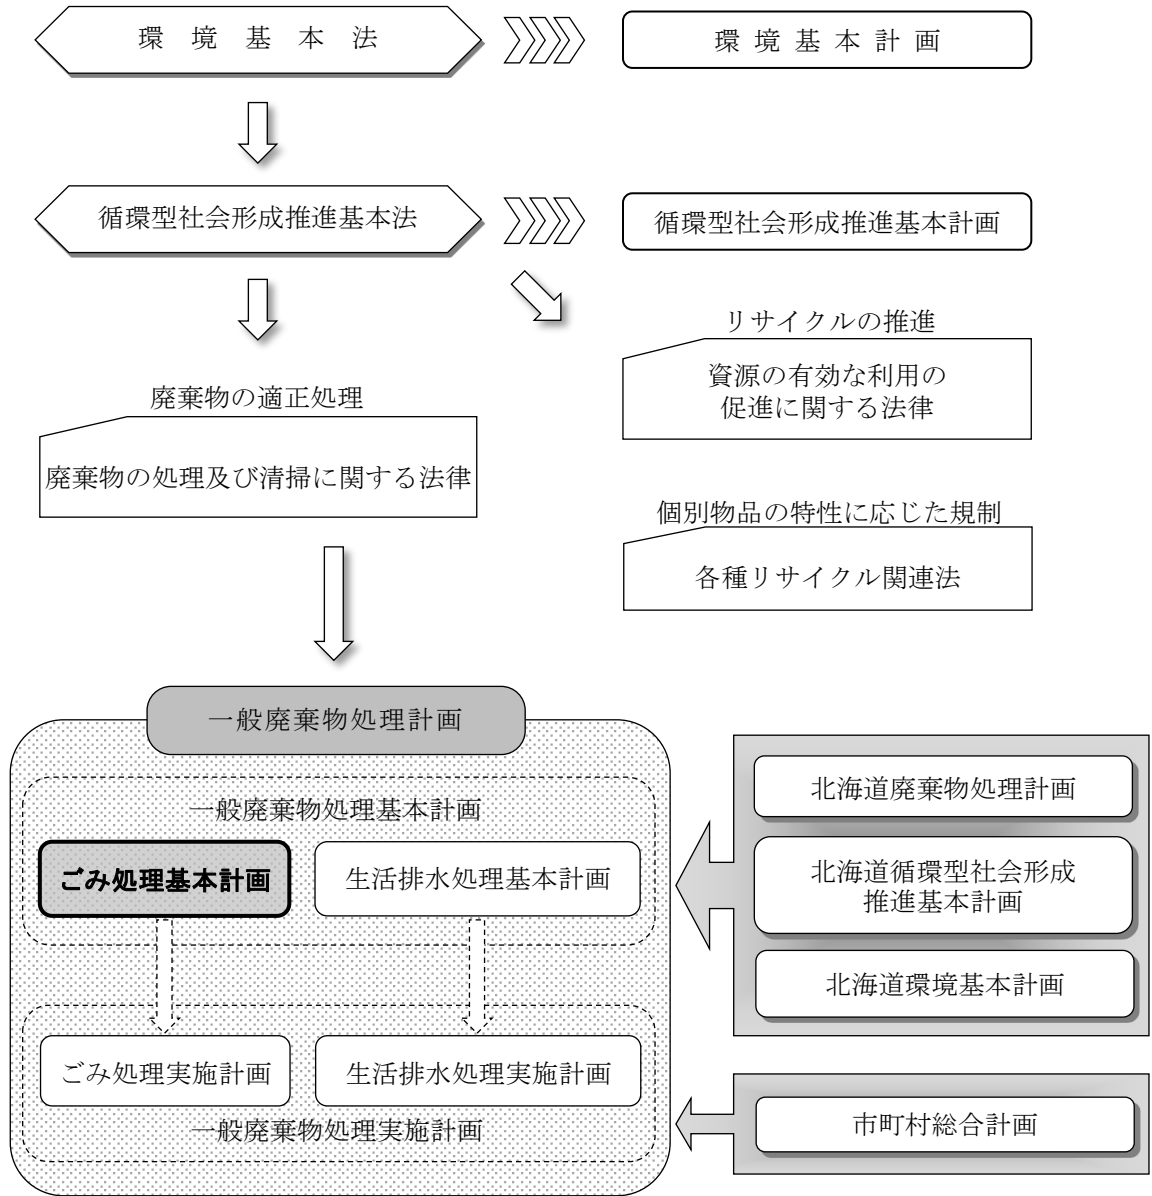 環境基本法
環境基本計画
循環型社会形成推進基本法
循環型社会形成推進基本計画
リサイクルの推進
資源の有効な利用の
促進に関する法律
廃棄物の適正処理
廃棄物の処理及び清掃に関する法律
個別物品の特性に応じた規制
各種リサイクル関連法
一般廃棄物処理計画
一般廃棄物処理基本計画
ごみ処理基本計画
生活排水処理基本計画
ごみ処理実施計画
生活排水処理実施計画
一般廃棄物処理実施計画
北海道廃棄物処理計画
北海道循環型社会形成
推進基本計画
北海道環境基本計画
市町村総合計画